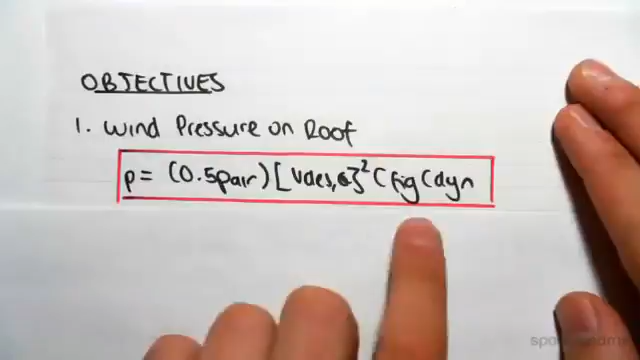 OBJECTIVES
1. Wind Pressure on Roof
p = (0.5ρair)[Vdes,θ]² Cfig Cdyn